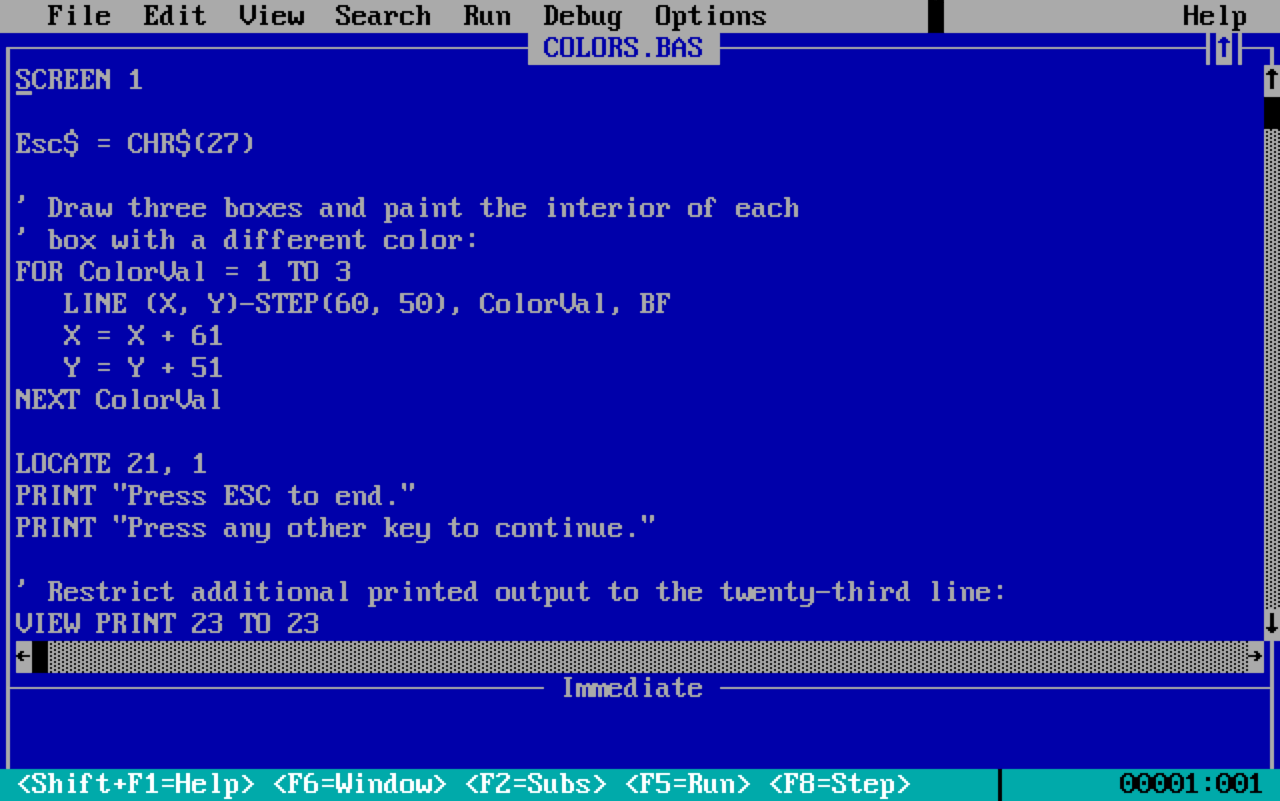 File Edit View Search Run Debug Options Help
COLORS.BAS
↑
SCREEN 1
Esc$ = CHR$(27)
' Draw three boxes and paint the interior of each
' box with a different color:
FOR ColorVal = 1 TO 3
   LINE (X, Y)-STEP(60, 50), ColorVal, BF
   X = X + 61
   Y = Y + 51
NEXT ColorVal
LOCATE 21, 1
PRINT "Press ESC to end."
PRINT "Press any other key to continue."
' Restrict additional printed output to the twenty-third line:
VIEW PRINT 23 TO 23
Immediate
<Shift+F1=Help> <F6=Window> <F2=Subs> <F5=Run> <F8=Step> 00001:001